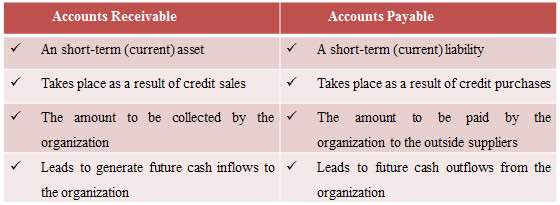 Accounts Receivable
Accounts Payable
✓ An short-term (current) asset
✓ A short-term (current) liability
✓ Takes place as a result of credit sales
✓ Takes place as a result of credit purchases
✓ The amount to be collected by the
organization
✓ The amount to be paid by the
organization to the outside suppliers
✓ Leads to generate future cash inflows to
the organization
✓ Leads to future cash outflows from the
organization